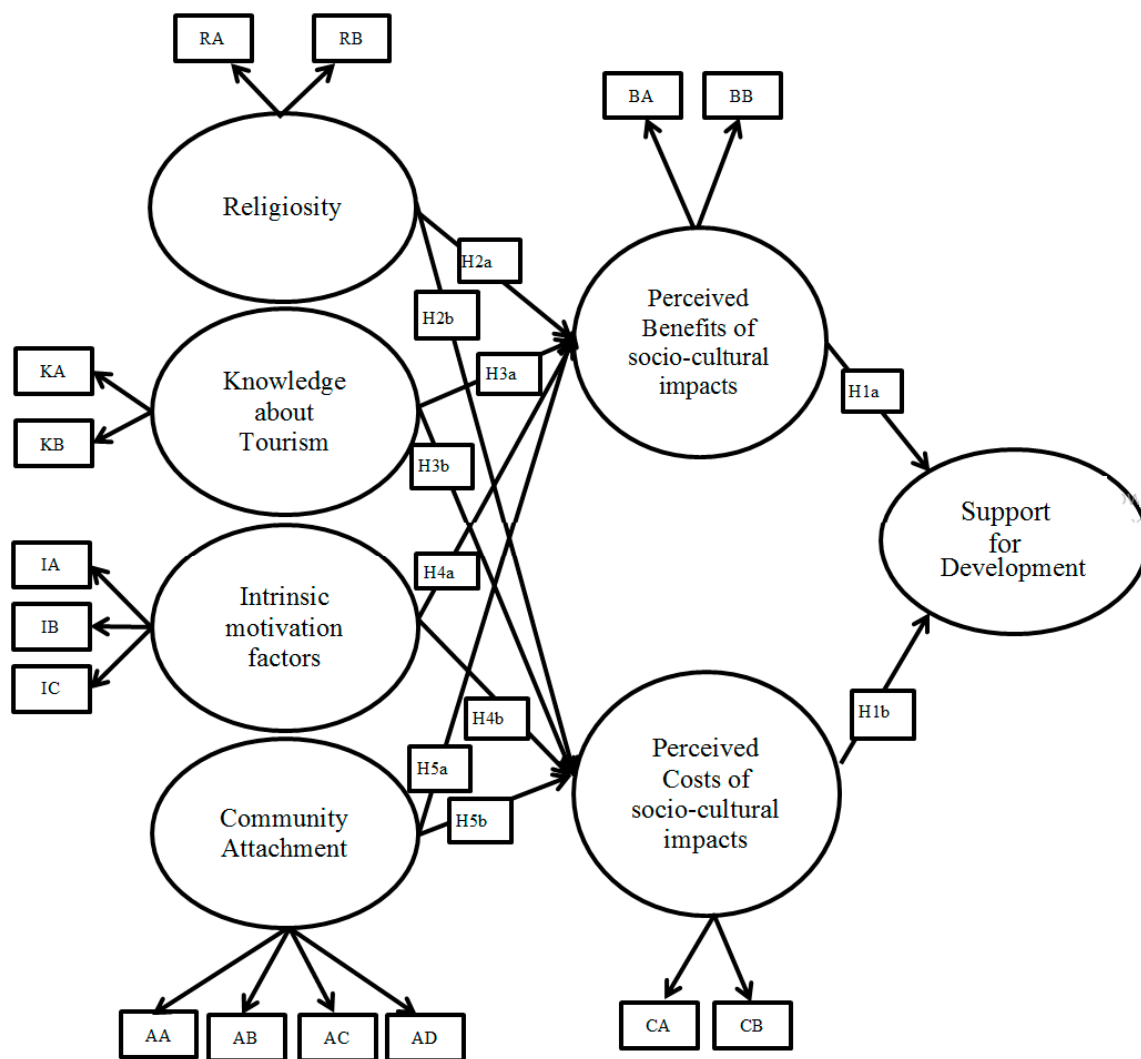 RA
RB
BA
BB
Religiosity
H2a
H2b
Perceived
Benefits of
socio-cultural
impacts
KA
KB
Knowledge
about
Tourism
H3a
H3b
H1a
Support
for
Development
IA
IB
IC
Intrinsic
motivation
factors
H4a
H4b
H1b
Community
Attachment
H5a
H5b
Perceived
Costs of
socio-cultural
impacts
AA
AB
AC
AD
CA
CB